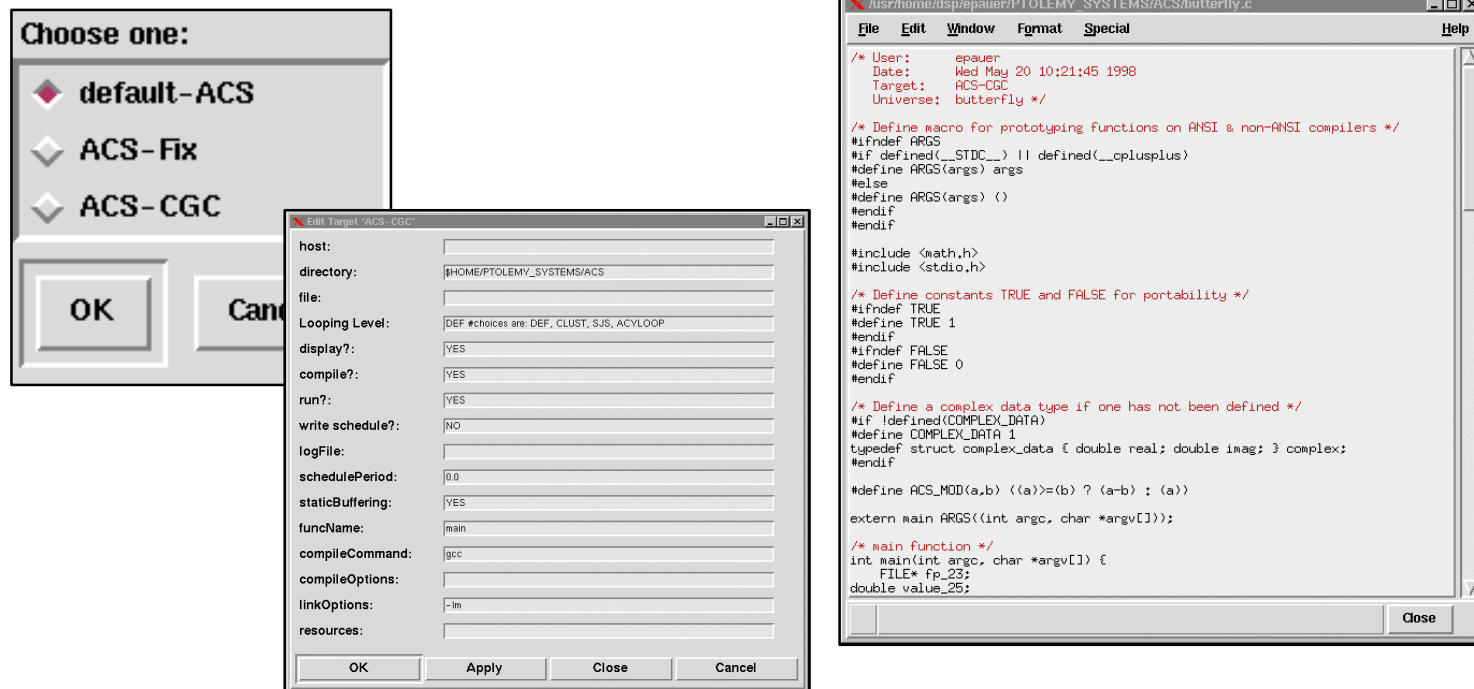 Choose one:
default-ACS
ACS-Fix
ACS-CGC
OK
Edit Target 'ACS-CGC'
host:
directory: $HOME/PTOLEMY_SYSTEMS/ACS
file:
Looping Level: DEF #choices are: DEF, CLUST, SJS, ACYLOOP
display?: YES
compile?: YES
run?: YES
write schedule?: NO
logFile:
schedulePeriod: 0.0
staticBuffering: YES
funcName: main
compileCommand: gcc
compileOptions:
linkOptions: -lm
resources:
OK Apply Close Cancel
/usr/home/dsp/epauer/PTOLEMY_SYSTEMS/ACS/butterfly.c
File Edit Window Format Special Help
/* User: epauer
Date: Wed May 20 10:21:45 1998
Target: ACS-CGC
Universe: butterfly */
/* Define macro for prototyping functions on ANSI & non-ANSI compilers */
#ifndef ARGS
#if defined(__STDC__) || defined(__cplusplus)
#define ARGS(args) args
#else
#define ARGS(args) ()
#endif
#endif
#include <math.h>
#include <stdio.h>
/* Define constants TRUE and FALSE for portability */
#ifndef TRUE
#define TRUE 1
#endif
#ifndef FALSE
#define FALSE 0
#endif
/* Define a complex data type if one has not been defined */
#if !defined(COMPLEX_DATA)
#define COMPLEX_DATA 1
typedef struct complex_data { double real; double imag; } complex;
#endif
#define ACS_MOD(a,b) ((a)>=(b) ? (a-b) : (a))
extern main ARGS((int argc, char *argv[]));
/* main function */
int main(int argc, char *argv[]) {
FILE* fp_23;
double value_25;
Close